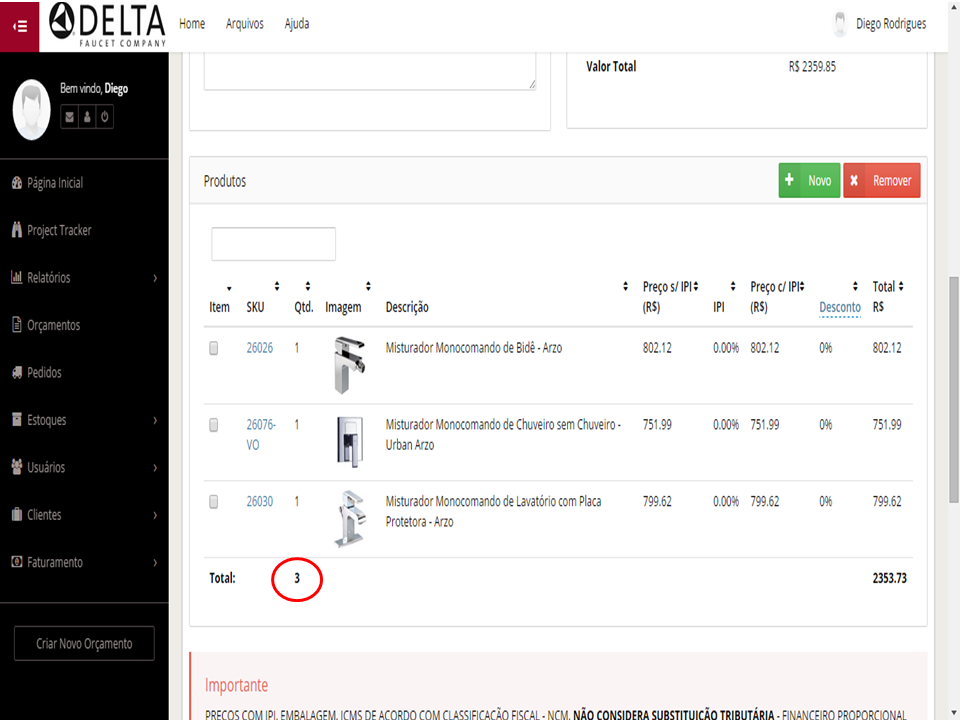 DELTA
FAUCET COMPANY
Home Arquivos Ajuda
Diego Rodrigues
Bem vindo, Diego
Página Inicial
Project Tracker
Relatórios
Orçamentos
Pedidos
Estoques
Usuários
Clientes
Faturamento
Criar Novo Orçamento
Valor Total R$ 2359.85
Produtos
Novo
Remover
Item SKU Qtd. Imagem Descrição Preço s/ IPI (R$) IPI Preço c/ IPI (R$) Desconto Total R$
26026 1 Misturador Monocomando de Bidê - Arzo 802.12 0.00% 802.12 0% 802.12
26076- 1 Misturador Monocomando de Chuveiro sem Chuveiro - 751.99 0.00% 751.99 0% 751.99
VO Urban Arzo
26030 1 Misturador Monocomando de Lavatório com Placa 799.62 0.00% 799.62 0% 799.62
Protetora - Arzo
Total: 3 2353.73
Importante
PREÇOS COM IPI, EMBALAGEM, ICMS DE ACORDO COM CLASSIFICAÇÃO FISCAL - NCM, NÃO CONSIDERA SUBSTITUIÇÃO TRIBUTÁRIA - FINANCEIRO PROPORCIONAL